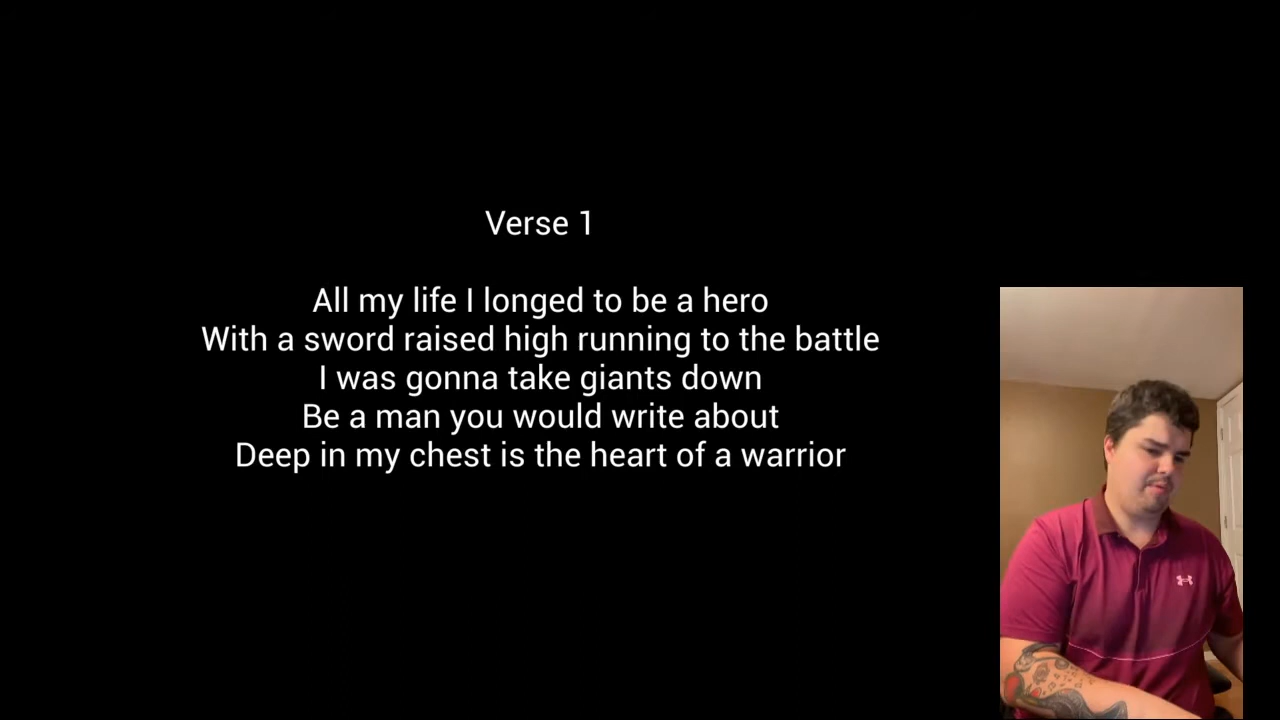 Verse 1
All my life I longed to be a hero
With a sword raised high running to the battle
I was gonna take giants down
Be a man you would write about
Deep in my chest is the heart of a warrior